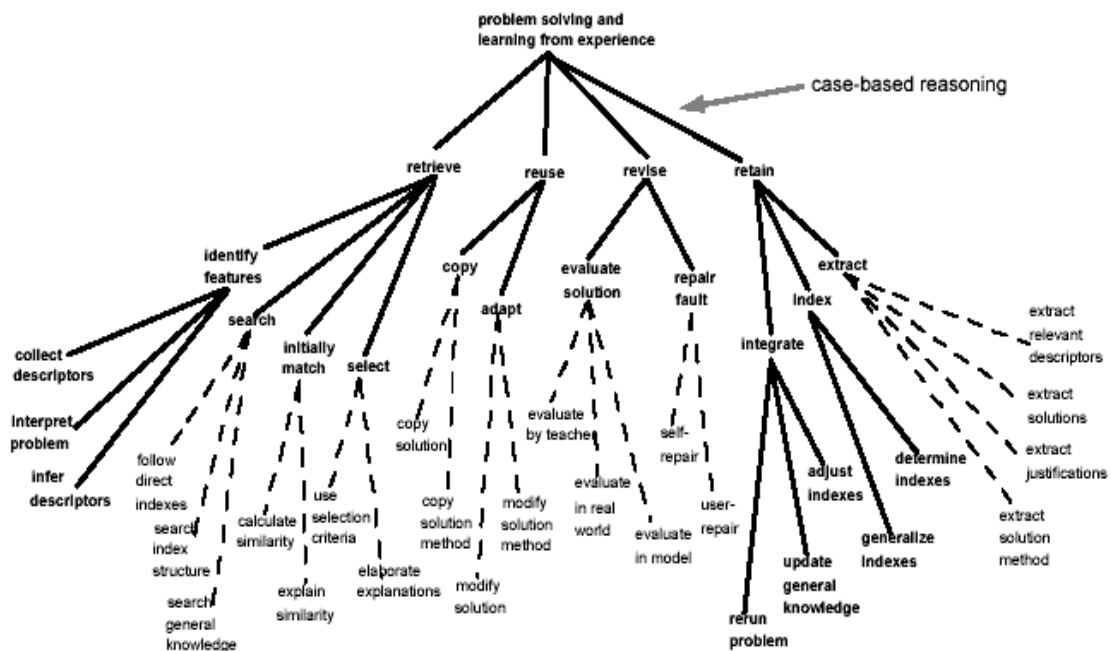 problem solving and
learning from experience
case-based reasoning
retrieve
reuse
revise
retain
identify
features
search
initially
match
select
copy
adapt
evaluate
solution
repair
fault
integrate
index
extract
collect
descriptors
interpret
problem
infer
descriptors
follow
direct
indexes
search
index
structure
search
general
knowledge
calculate
similarity
explain
similarity
use
selection
criteria
elaborate
explanations
copy
solution
copy
solution
method
modify
solution
modify
solution
method
evaluate
by teacher
evaluate
in real
world
evaluate
in model
self-
repair
user-
repair
rerun
problem
update
general
knowledge
adjust
indexes
generalize
indexes
determine
indexes
extract
relevant
descriptors
extract
solutions
extract
justifications
extract
solution
method